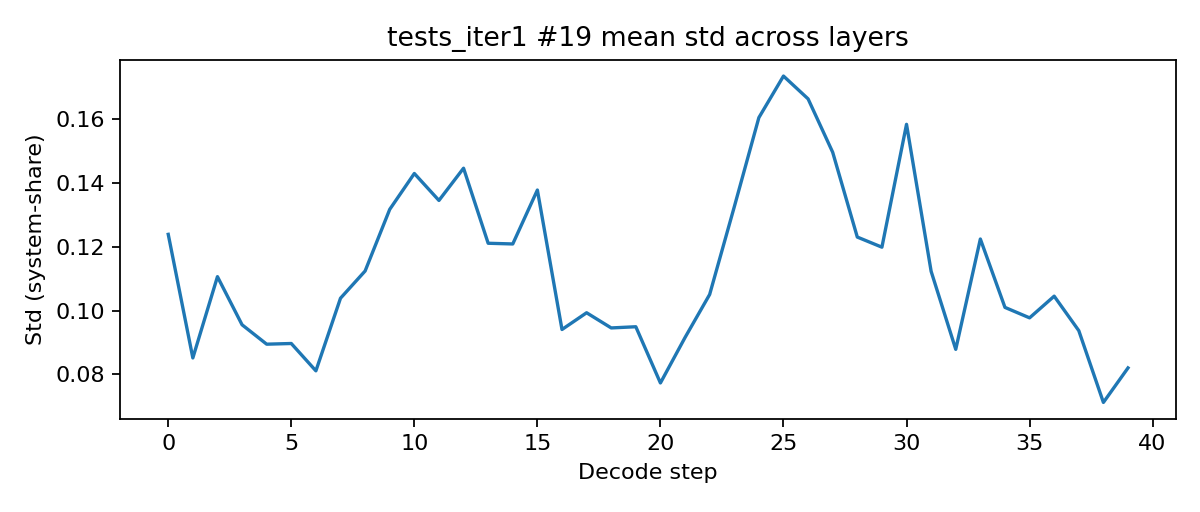 tests_iter1 #19 mean std across layers
Std (system-share)
0.16
0.14
0.12
0.10
0.08
0 5 10 15 20 25 30 35 40
Decode step